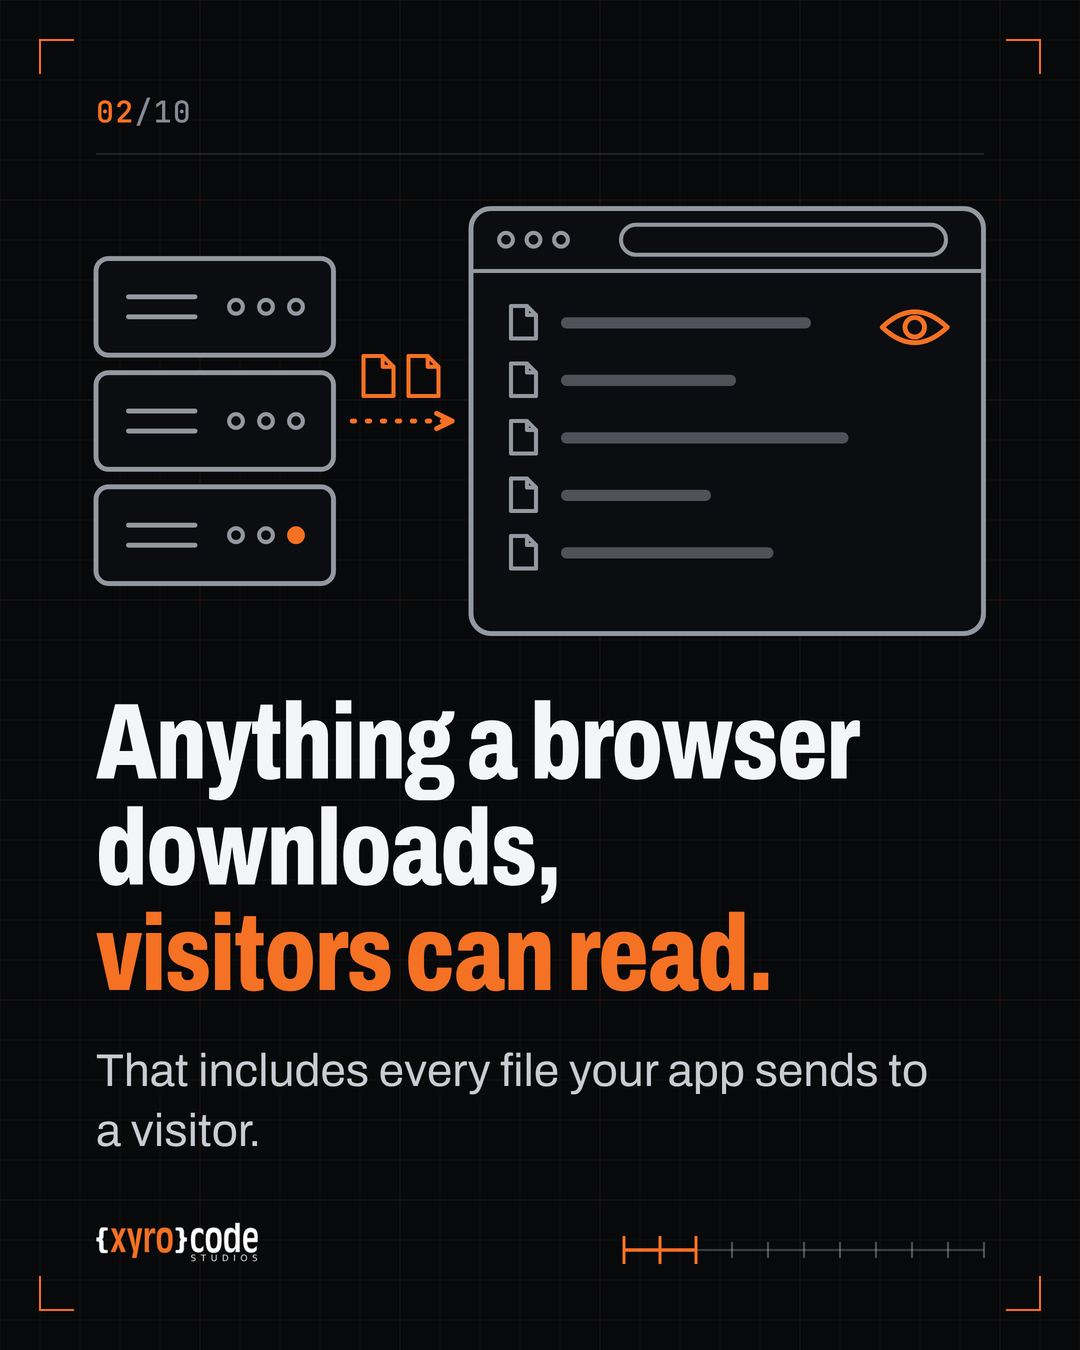 02/10
Anything a browser
downloads,
visitors can read.
That includes every file your app sends to
a visitor.
{xyro}code
STUDIOS